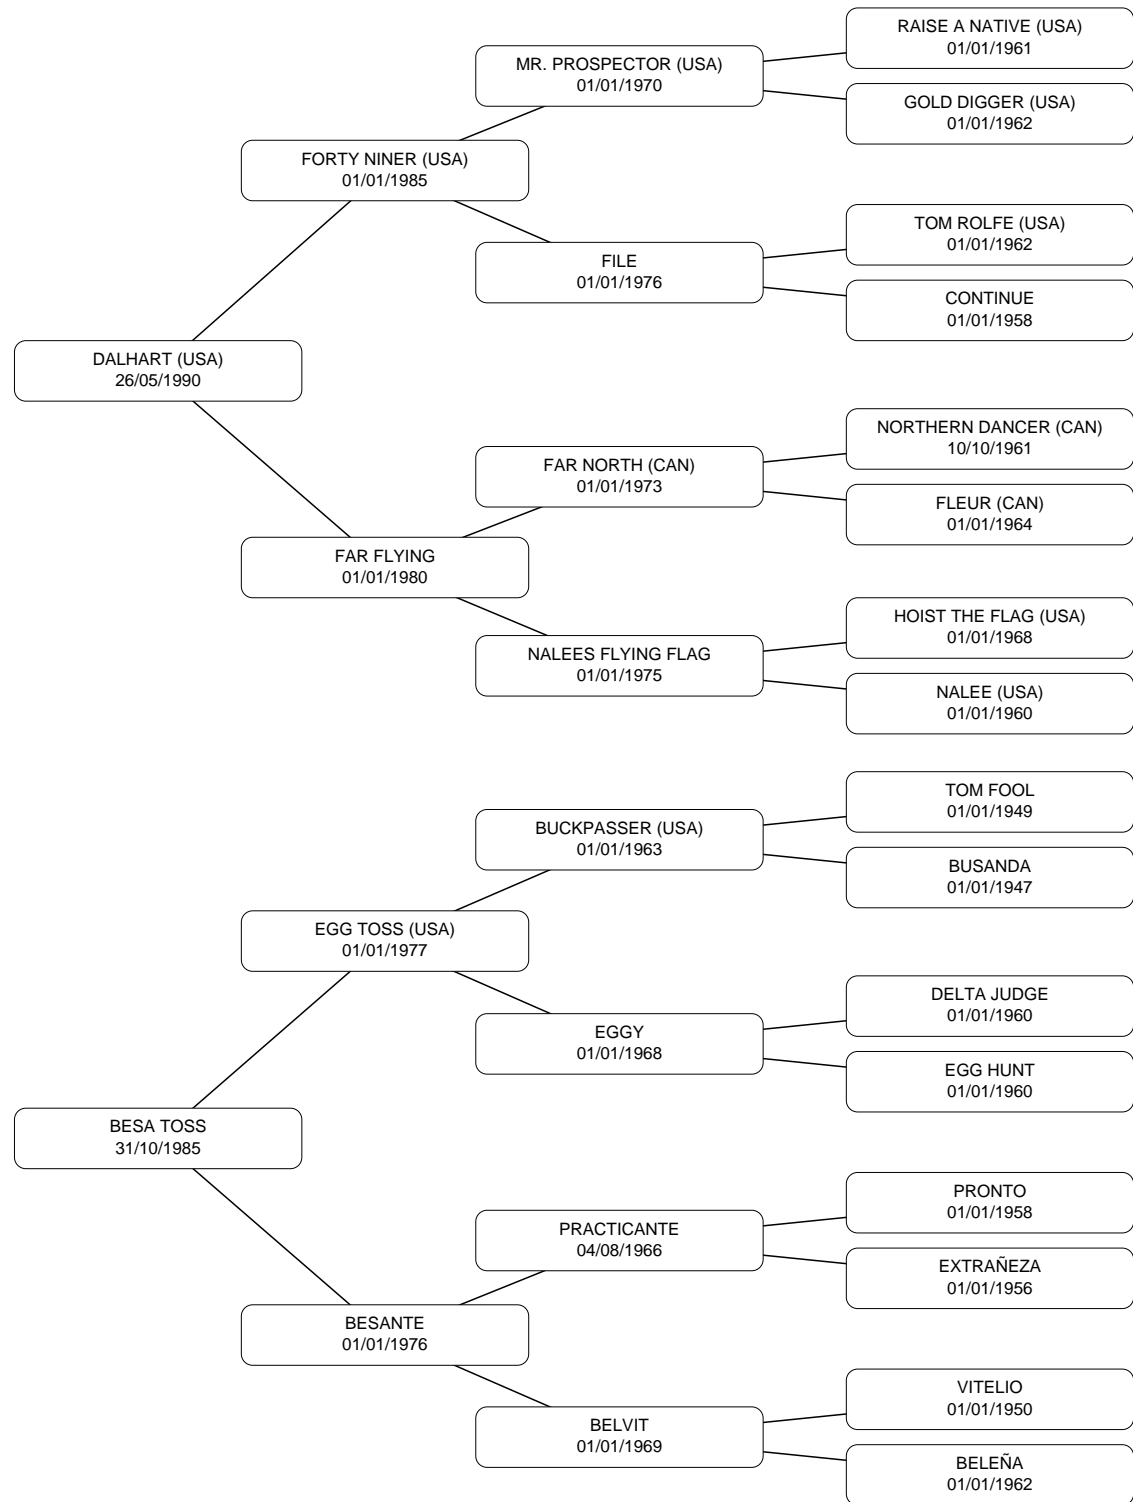 RAISE A NATIVE (USA)
01/01/1961
MR. PROSPECTOR (USA)
01/01/1970
GOLD DIGGER (USA)
01/01/1962
FORTY NINER (USA)
01/01/1985
TOM ROLFE (USA)
01/01/1962
FILE
01/01/1976
CONTINUE
01/01/1958
DALHART (USA)
26/05/1990
NORTHERN DANCER (CAN)
10/10/1961
FAR NORTH (CAN)
01/01/1973
FLEUR (CAN)
01/01/1964
FAR FLYING
01/01/1980
HOIST THE FLAG (USA)
01/01/1968
NALEES FLYING FLAG
01/01/1975
NALEE (USA)
01/01/1960
TOM FOOL
01/01/1949
BUCKPASSER (USA)
01/01/1963
BUSANDA
01/01/1947
EGG TOSS (USA)
01/01/1977
DELTA JUDGE
01/01/1960
EGGY
01/01/1968
EGG HUNT
01/01/1960
BESA TOSS
31/10/1985
PRONTO
01/01/1958
PRACTICANTE
04/08/1966
EXTRAÑEZA
01/01/1956
BESANTE
01/01/1976
VITELIO
01/01/1950
BELVIT
01/01/1969
BELEÑA
01/01/1962